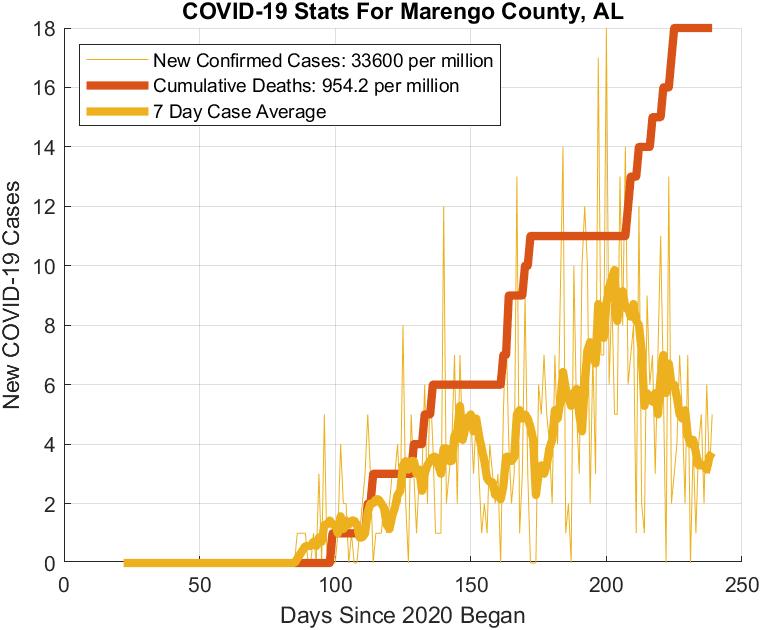 COVID-19 Stats For Marengo County, AL
New Confirmed Cases: 33600 per million
Cumulative Deaths: 954.2 per million
7 Day Case Average
New COVID-19 Cases
18
16
14
12
10
8
6
4
2
0
0 50 100 150 200 250
Days Since 2020 Began